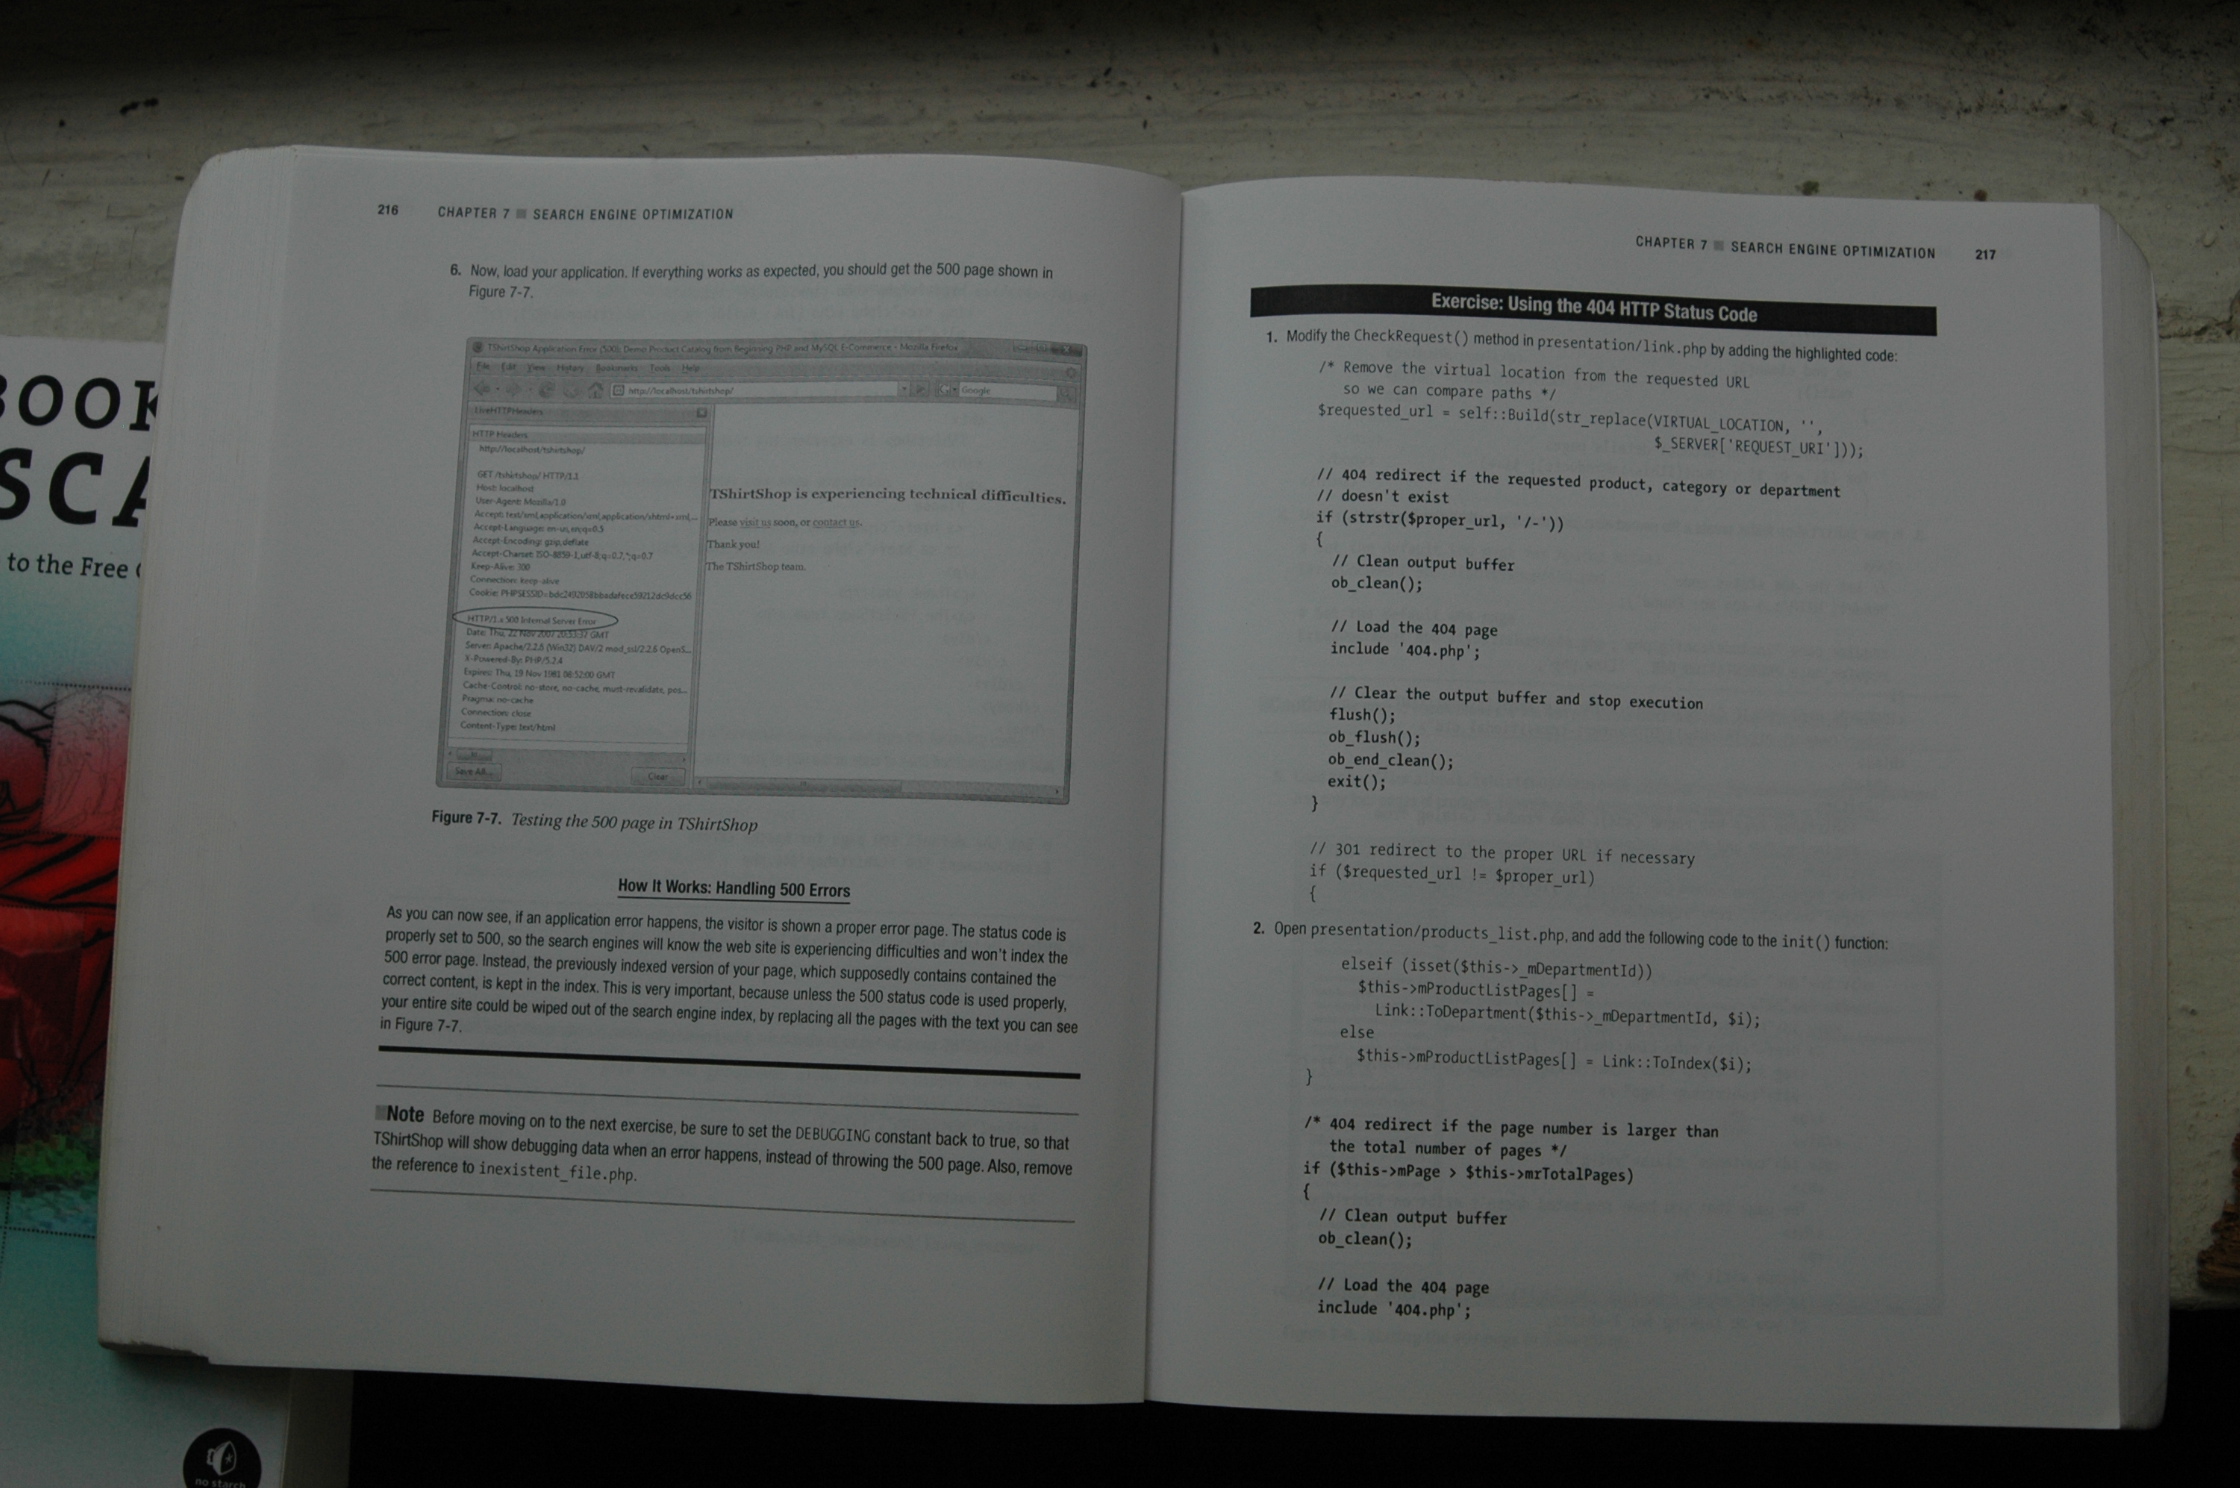 BOOK
SCA
to the Free
no starch
216 CHAPTER 7 ■ SEARCH ENGINE OPTIMIZATION
6. Now, load your application. If everything works as expected, you should get the 500 page shown in
Figure 7-7.
TShirtShop Application Error (500): Demo Product Catalog from Beginning PHP and MySQL E-Commerce - Mozilla Firefox
File Edit View History Bookmarks Tools Help
http://localhost/tshirtshop/
Google
LiveHTTPHeaders
HTTP Headers
http://localhost/tshirtshop/
GET /tshirtshop/ HTTP/1.1
Host: localhost
User-Agent: Mozilla/1.0
Accept: text/xml,application/xml,application/xhtml+xml,...
Accept-Language: en-us,en;q=0.5
Accept-Encoding: gzip,deflate
Accept-Charset: ISO-8859-1,utf-8;q=0.7,*;q=0.7
Keep-Alive: 300
Connection: keep-alive
Cookie:
HTTP/1.x 500 Internal Server Error
Date: Thu, 22 Nov 2007 20:53:37 GMT
Server: Apache/2.2.6 (Win32) DAV/2 mod_ssl/2.2.6 OpenS...
X-Powered-By: PHP/5.2.4
Expires: Thu, 19 Nov 1981 08:52:00 GMT
Cache-Control: no-store, no-cache, must-revalidate, pos...
Pragma: no-cache
Connection: close
Content-Type: text/html
Save All...
Clear
TShirtShop is experiencing technical difficulties.
Please visit us soon, or contact us.
Thank you!
The TShirtShop team.
Figure 7-7. Testing the 500 page in TShirtShop
How It Works: Handling 500 Errors
As you can now see, if an application error happens, the visitor is shown a proper error page. The status code is
properly set to 500, so the search engines will know the web site is experiencing difficulties and won't index the
500 error page. Instead, the previously indexed version of your page, which supposedly contains contained the
correct content, is kept in the index. This is very important, because unless the 500 status code is used properly,
your entire site could be wiped out of the search engine index, by replacing all the pages with the text you can see
in Figure 7-7.
■Note Before moving on to the next exercise, be sure to set the DEBUGGING constant back to true, so that
TShirtShop will show debugging data when an error happens, instead of throwing the 500 page. Also, remove
the reference to inexistent_file.php.
CHAPTER 7 ■ SEARCH ENGINE OPTIMIZATION 217
Exercise: Using the 404 HTTP Status Code
1. Modify the CheckRequest() method in presentation/link.php by adding the highlighted code:
/* Remove the virtual location from the requested URL
so we can compare paths */
$requested_url = self::Build(str_replace(VIRTUAL_LOCATION, '',
$_SERVER['REQUEST_URI']));
// 404 redirect if the requested product, category or department
// doesn't exist
if (strstr($proper_url, '/-'))
{
// Clean output buffer
ob_clean();
// Load the 404 page
include '404.php';
// Clear the output buffer and stop execution
flush();
ob_flush();
ob_end_clean();
exit();
}
// 301 redirect to the proper URL if necessary
if ($requested_url != $proper_url)
{
2. Open presentation/products_list.php, and add the following code to the init() function:
elseif (isset($this->_mDepartmentId))
$this->mProductListPages[] =
Link::ToDepartment($this->_mDepartmentId, $i);
else
$this->mProductListPages[] = Link::ToIndex($i);
}
/* 404 redirect if the page number is larger than
the total number of pages */
if ($this->mPage > $this->mrTotalPages)
{
// Clean output buffer
ob_clean();
// Load the 404 page
include '404.php';